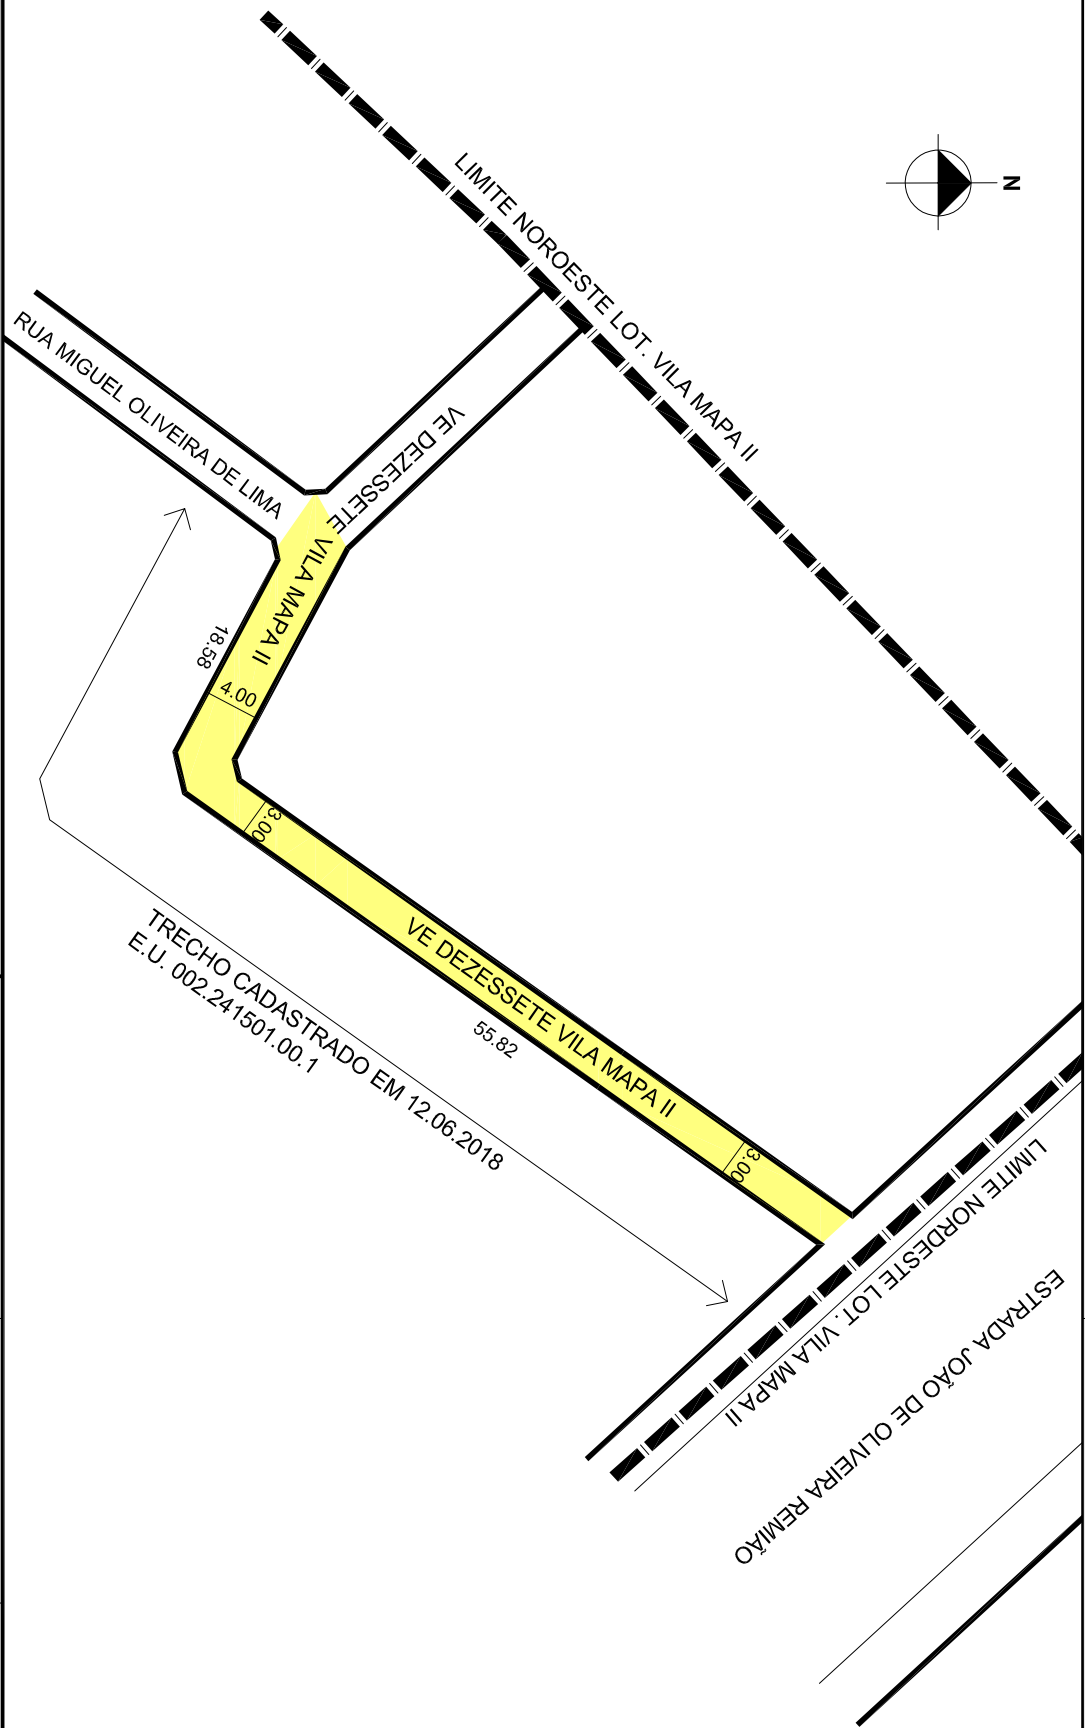 N
LIMITE NOROESTE LOT. VILA MAPA II
RUA MIGUEL OLIVEIRA DE LIMA
VE DEZESSETE
VILA MAPA II
18.58
4.00
3.00
VE DEZESSETE VILA MAPA II
55.82
3.00
TRECHO CADASTRADO EM 12.06.2018
E.U. 002.241501.00.1
LIMITE NORDESTE LOT. VILA MAPA II
ESTRADA JOÃO DE OLIVEIRA REMIÃO